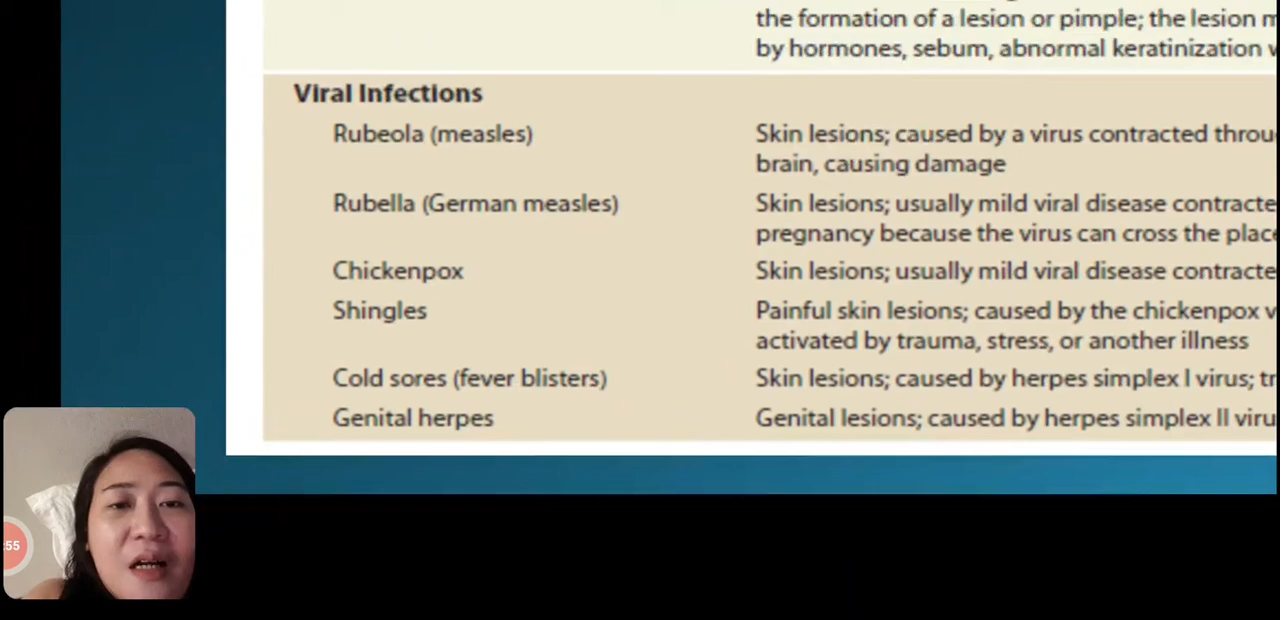 the formation of a lesion or pimple; the lesion
by hormones, sebum, abnormal keratinization
Viral Infections
Rubeola (measles)
Skin lesions; caused by a virus contracted
brain, causing damage
Rubella (German measles)
Skin lesions; usually mild viral disease
pregnancy because the virus can cross the
Chickenpox
Skin lesions; usually mild viral disease
Shingles
Painful skin lesions; caused by the chickenpox
activated by trauma, stress, or another illness
Cold sores (fever blisters)
Skin lesions; caused by herpes simplex I virus;
Genital herpes
Genital lesions; caused by herpes simplex II
:55